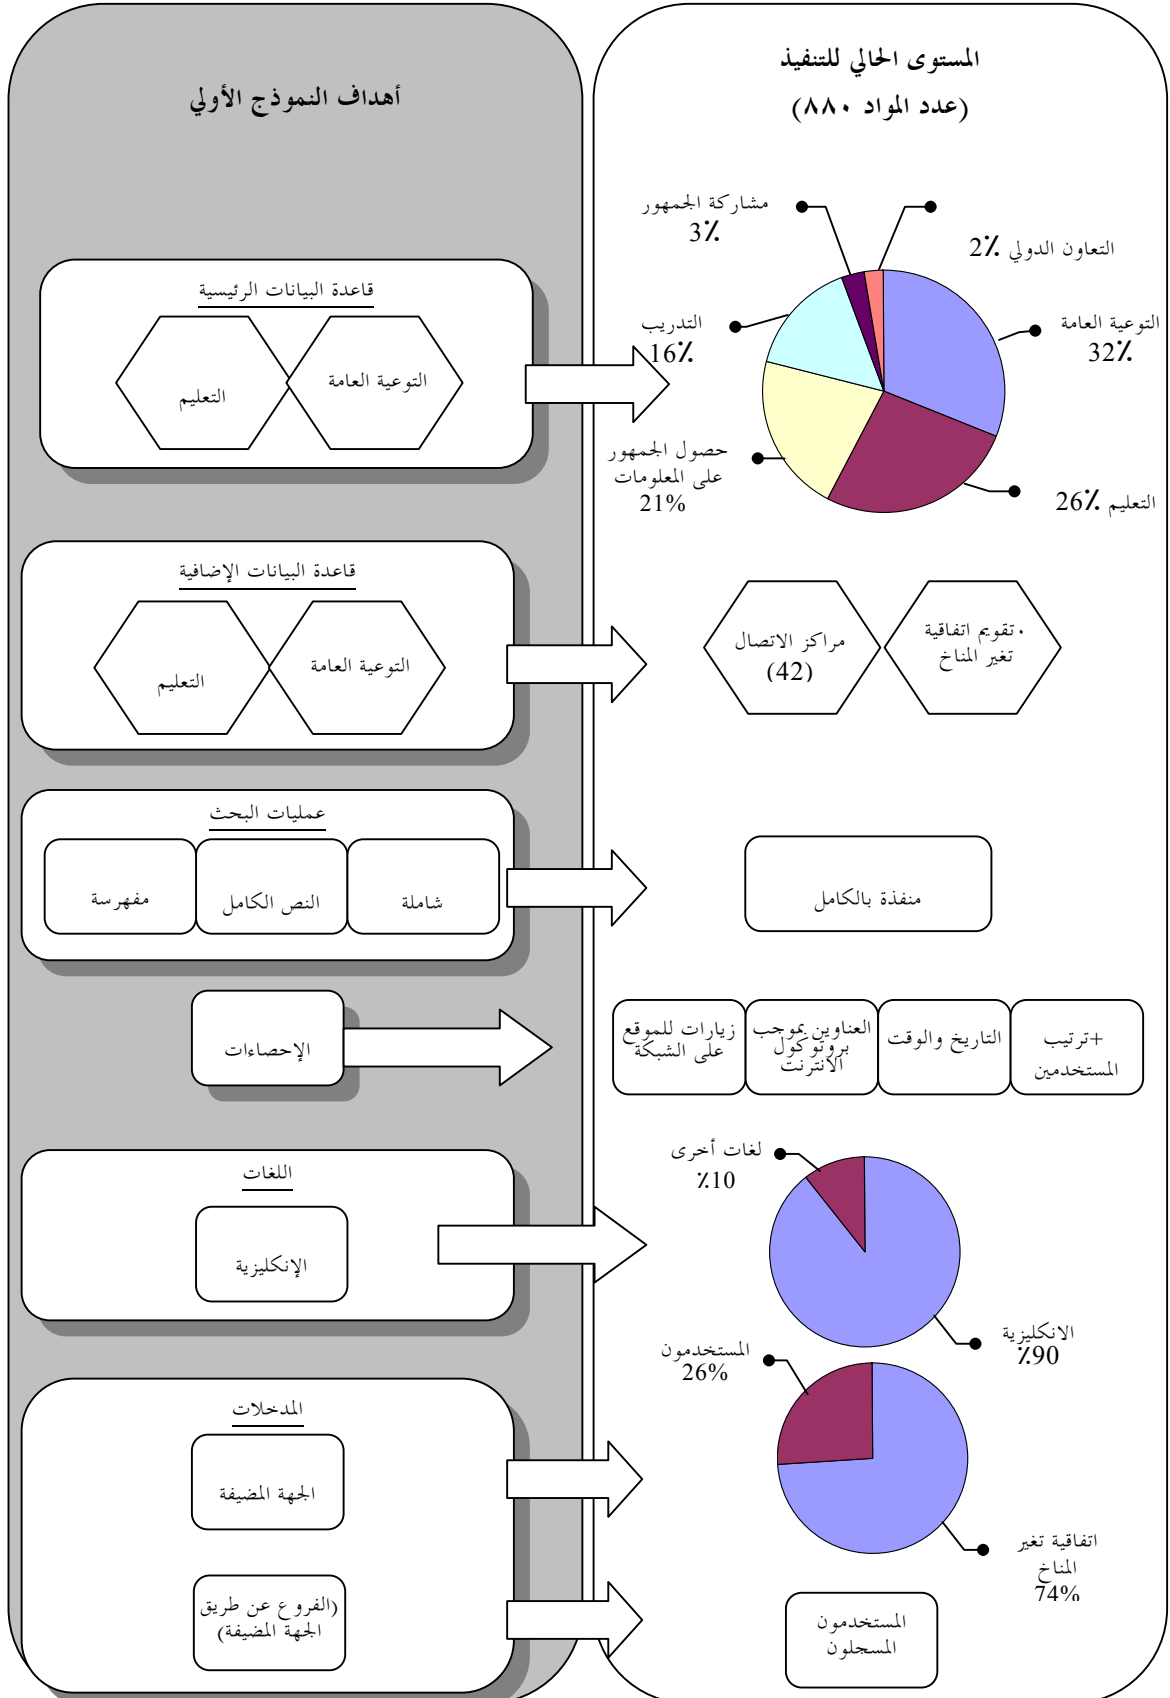 المستوى الحالي للتنفيذ
(عدد المواد ٨٨٠)
مشاركة الجمهور
3٪
التعاون الدولي 2٪
التوعية العامة
32٪
التدريب
16٪
حصول الجمهور
على المعلومات
21%
التعليم 26٪
٠تقويم اتفاقية
تغير المناخ
مراكز الاتصال
(42)
منفذة بالكامل
+ترتيب
المستخدمين
التاريخ والوقت
العناوين بموجب
بروتوكول
الانترنت
زيارات للموقع
على الشبكة
لغات أخرى
٪10
الانكليزية
٪90
المستخدمون
26%
اتفاقية تغير
المناخ
74%
المستخدمون
المسجلون
أهداف النموذج الأولي
قاعدة البيانات الرئيسية
التوعية العامة
التعليم
قاعدة البيانات الإضافية
التوعية العامة
التعليم
عمليات البحث
شاملة
النص الكامل
مفهرسة
الإحصاءات
اللغات
الإنكليزية
المدخلات
الجهة المضيفة
(الفروع عن طريق
الجهة المضيفة)